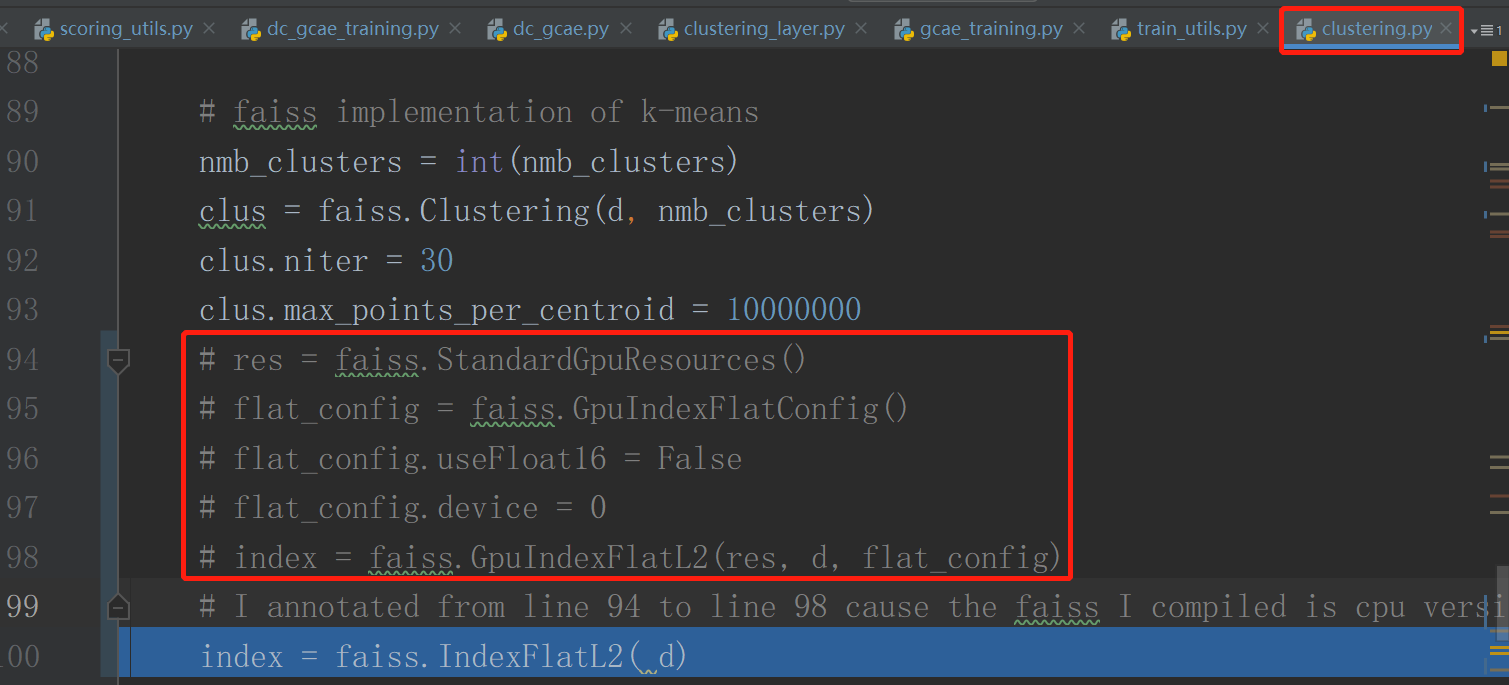 scoring_utils.py dc_gcae_training.py dc_gcae.py clustering_layer.py gcae_training.py train_utils.py clustering.py 1
88
89 # faiss implementation of k-means
90 nmb_clusters = int(nmb_clusters)
91 clus = faiss.Clustering(d, nmb_clusters)
92 clus.niter = 30
93 clus.max_points_per_centroid = 10000000
94 # res = faiss.StandardGpuResources()
95 # flat_config = faiss.GpuIndexFlatConfig()
96 # flat_config.useFloat16 = False
97 # flat_config.device = 0
98 # index = faiss.GpuIndexFlatL2(res, d, flat_config)
99 # I annotated from line 94 to line 98 cause the faiss I compiled is cpu versi
100 index = faiss.IndexFlatL2( d)